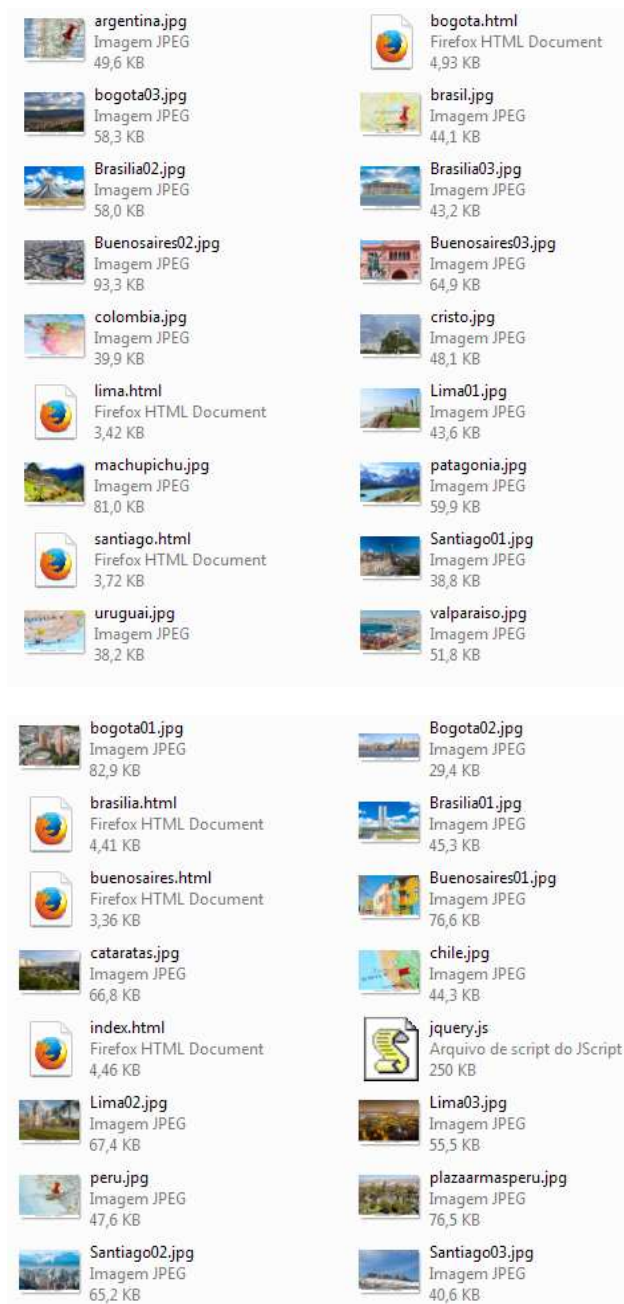 argentina.jpg
Imagem JPEG
49,6 KB
bogota.html
Firefox HTML Document
4,93 KB
bogota03.jpg
Imagem JPEG
58,3 KB
brasil.jpg
Imagem JPEG
44,1 KB
Brasilia02.jpg
Imagem JPEG
58,0 KB
Brasilia03.jpg
Imagem JPEG
43,2 KB
Buenosaires02.jpg
Imagem JPEG
93,3 KB
Buenosaires03.jpg
Imagem JPEG
64,9 KB
colombia.jpg
Imagem JPEG
39,9 KB
cristo.jpg
Imagem JPEG
48,1 KB
lima.html
Firefox HTML Document
3,42 KB
Lima01.jpg
Imagem JPEG
43,6 KB
machupichu.jpg
Imagem JPEG
81,0 KB
patagonia.jpg
Imagem JPEG
59,9 KB
santiago.html
Firefox HTML Document
3,72 KB
Santiago01.jpg
Imagem JPEG
38,8 KB
uruguai.jpg
Imagem JPEG
38,2 KB
valparaiso.jpg
Imagem JPEG
51,8 KB
bogota01.jpg
Imagem JPEG
82,9 KB
Bogota02.jpg
Imagem JPEG
29,4 KB
brasilia.html
Firefox HTML Document
4,41 KB
Brasilia01.jpg
Imagem JPEG
45,3 KB
buenosaires.html
Firefox HTML Document
3,36 KB
Buenosaires01.jpg
Imagem JPEG
76,6 KB
cataratas.jpg
Imagem JPEG
66,8 KB
chile.jpg
Imagem JPEG
44,3 KB
index.html
Firefox HTML Document
4,46 KB
jquery.js
Arquivo de script do JScript
250 KB
Lima02.jpg
Imagem JPEG
67,4 KB
Lima03.jpg
Imagem JPEG
55,5 KB
peru.jpg
Imagem JPEG
47,6 KB
plazaarmasperu.jpg
Imagem JPEG
76,5 KB
Santiago02.jpg
Imagem JPEG
65,2 KB
Santiago03.jpg
Imagem JPEG
40,6 KB